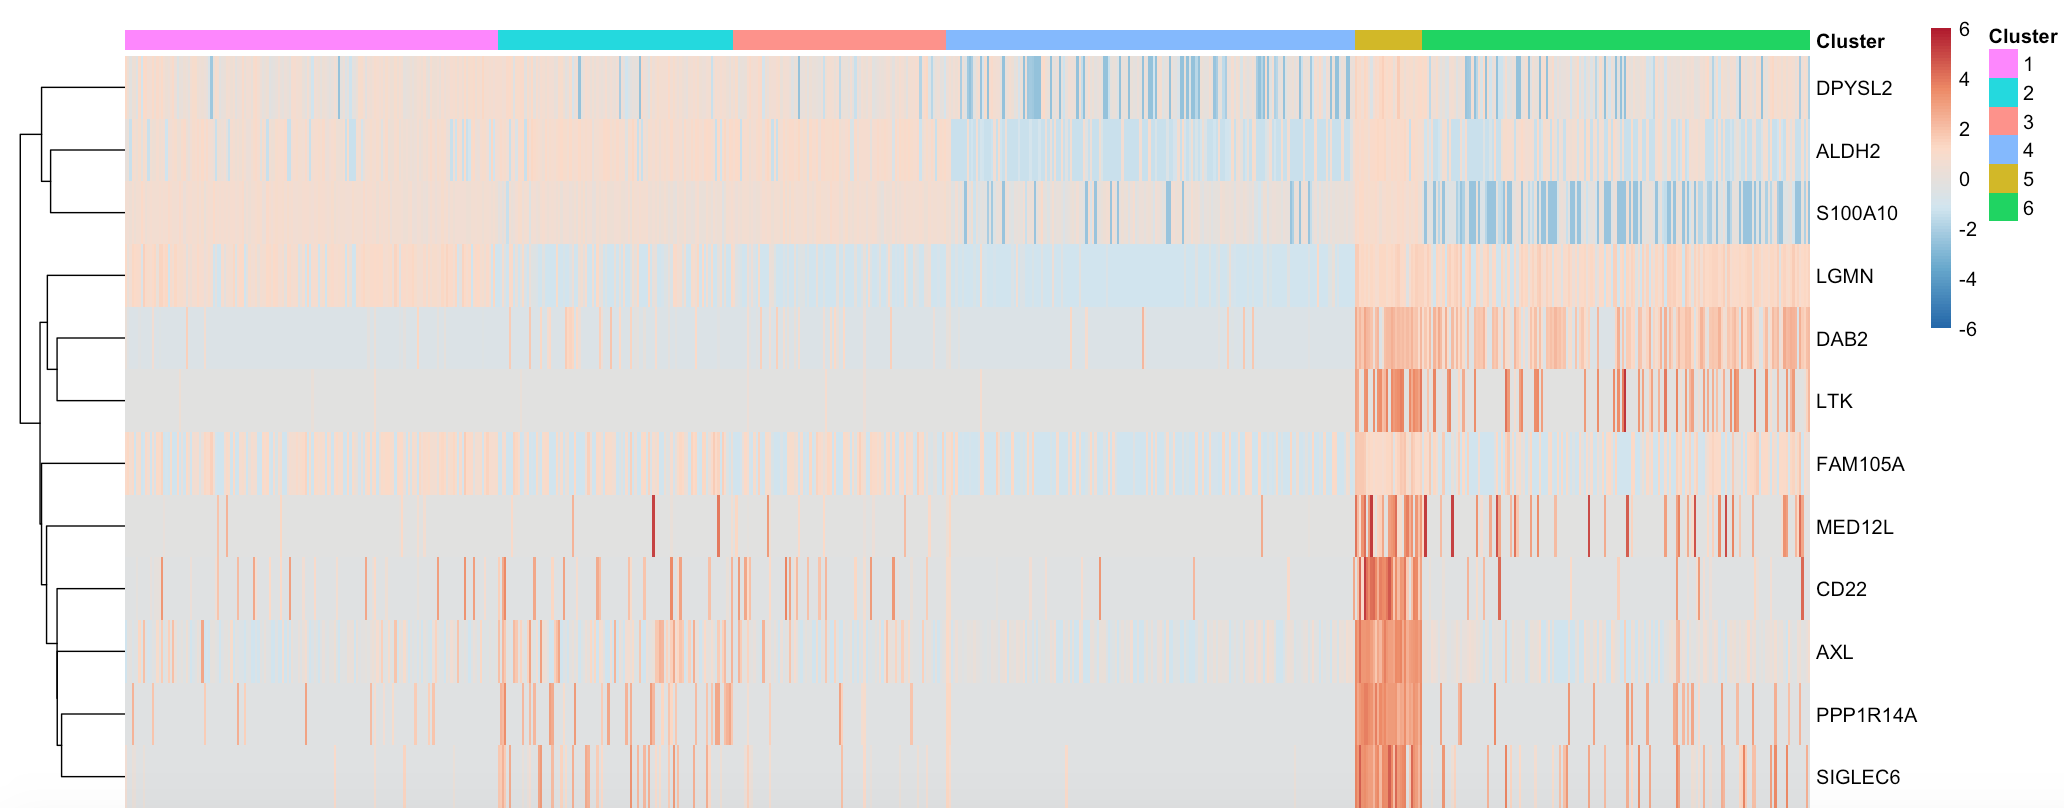 Cluster
DPYSL2
ALDH2
S100A10
LGMN
DAB2
LTK
FAM105A
MED12L
CD22
AXL
PPP1R14A
SIGLEC6
6
4
2
0
-2
-4
-6
Cluster
1
2
3
4
5
6